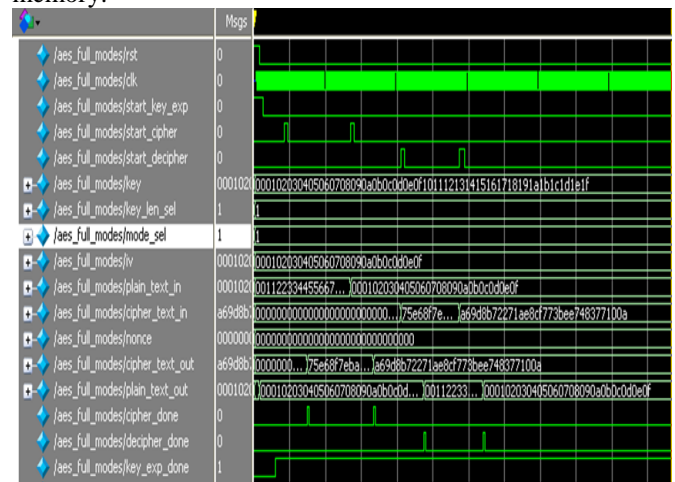 memory.
Msgs
/aes_full_modes/rst 0
/aes_full_modes/clk 0
/aes_full_modes/start_key_exp 0
/aes_full_modes/start_cipher 0
/aes_full_modes/start_decipher 0
/aes_full_modes/key 0001020 000102030405060708090a0b0c0d0e0f101112131415161718191a1b1c1d1e1f
/aes_full_modes/key_len_sel 1 1
/aes_full_modes/mode_sel 1 1
/aes_full_modes/iv 0001020 000102030405060708090a0b0c0d0e0f
/aes_full_modes/plain_text_in 0001020 001122334455667... 000102030405060708090a0b0c0d0e0f
/aes_full_modes/cipher_text_in a69d8b7 000000000000000000000000... 75e68f7e... a69d8b72271ae8cf773bee748377100a
/aes_full_modes/nonce 0000000 00000000000000000000000000000000
/aes_full_modes/cipher_text_out a69d8b7 0000000... 75e68f7eba... a69d8b72271ae8cf773bee748377100a
/aes_full_modes/plain_text_out 0001020 000102030405060708090a0b0c0d... 00112233... 000102030405060708090a0b0c0d0e0f
/aes_full_modes/cipher_done 0
/aes_full_modes/decipher_done 0
/aes_full_modes/key_exp_done 1